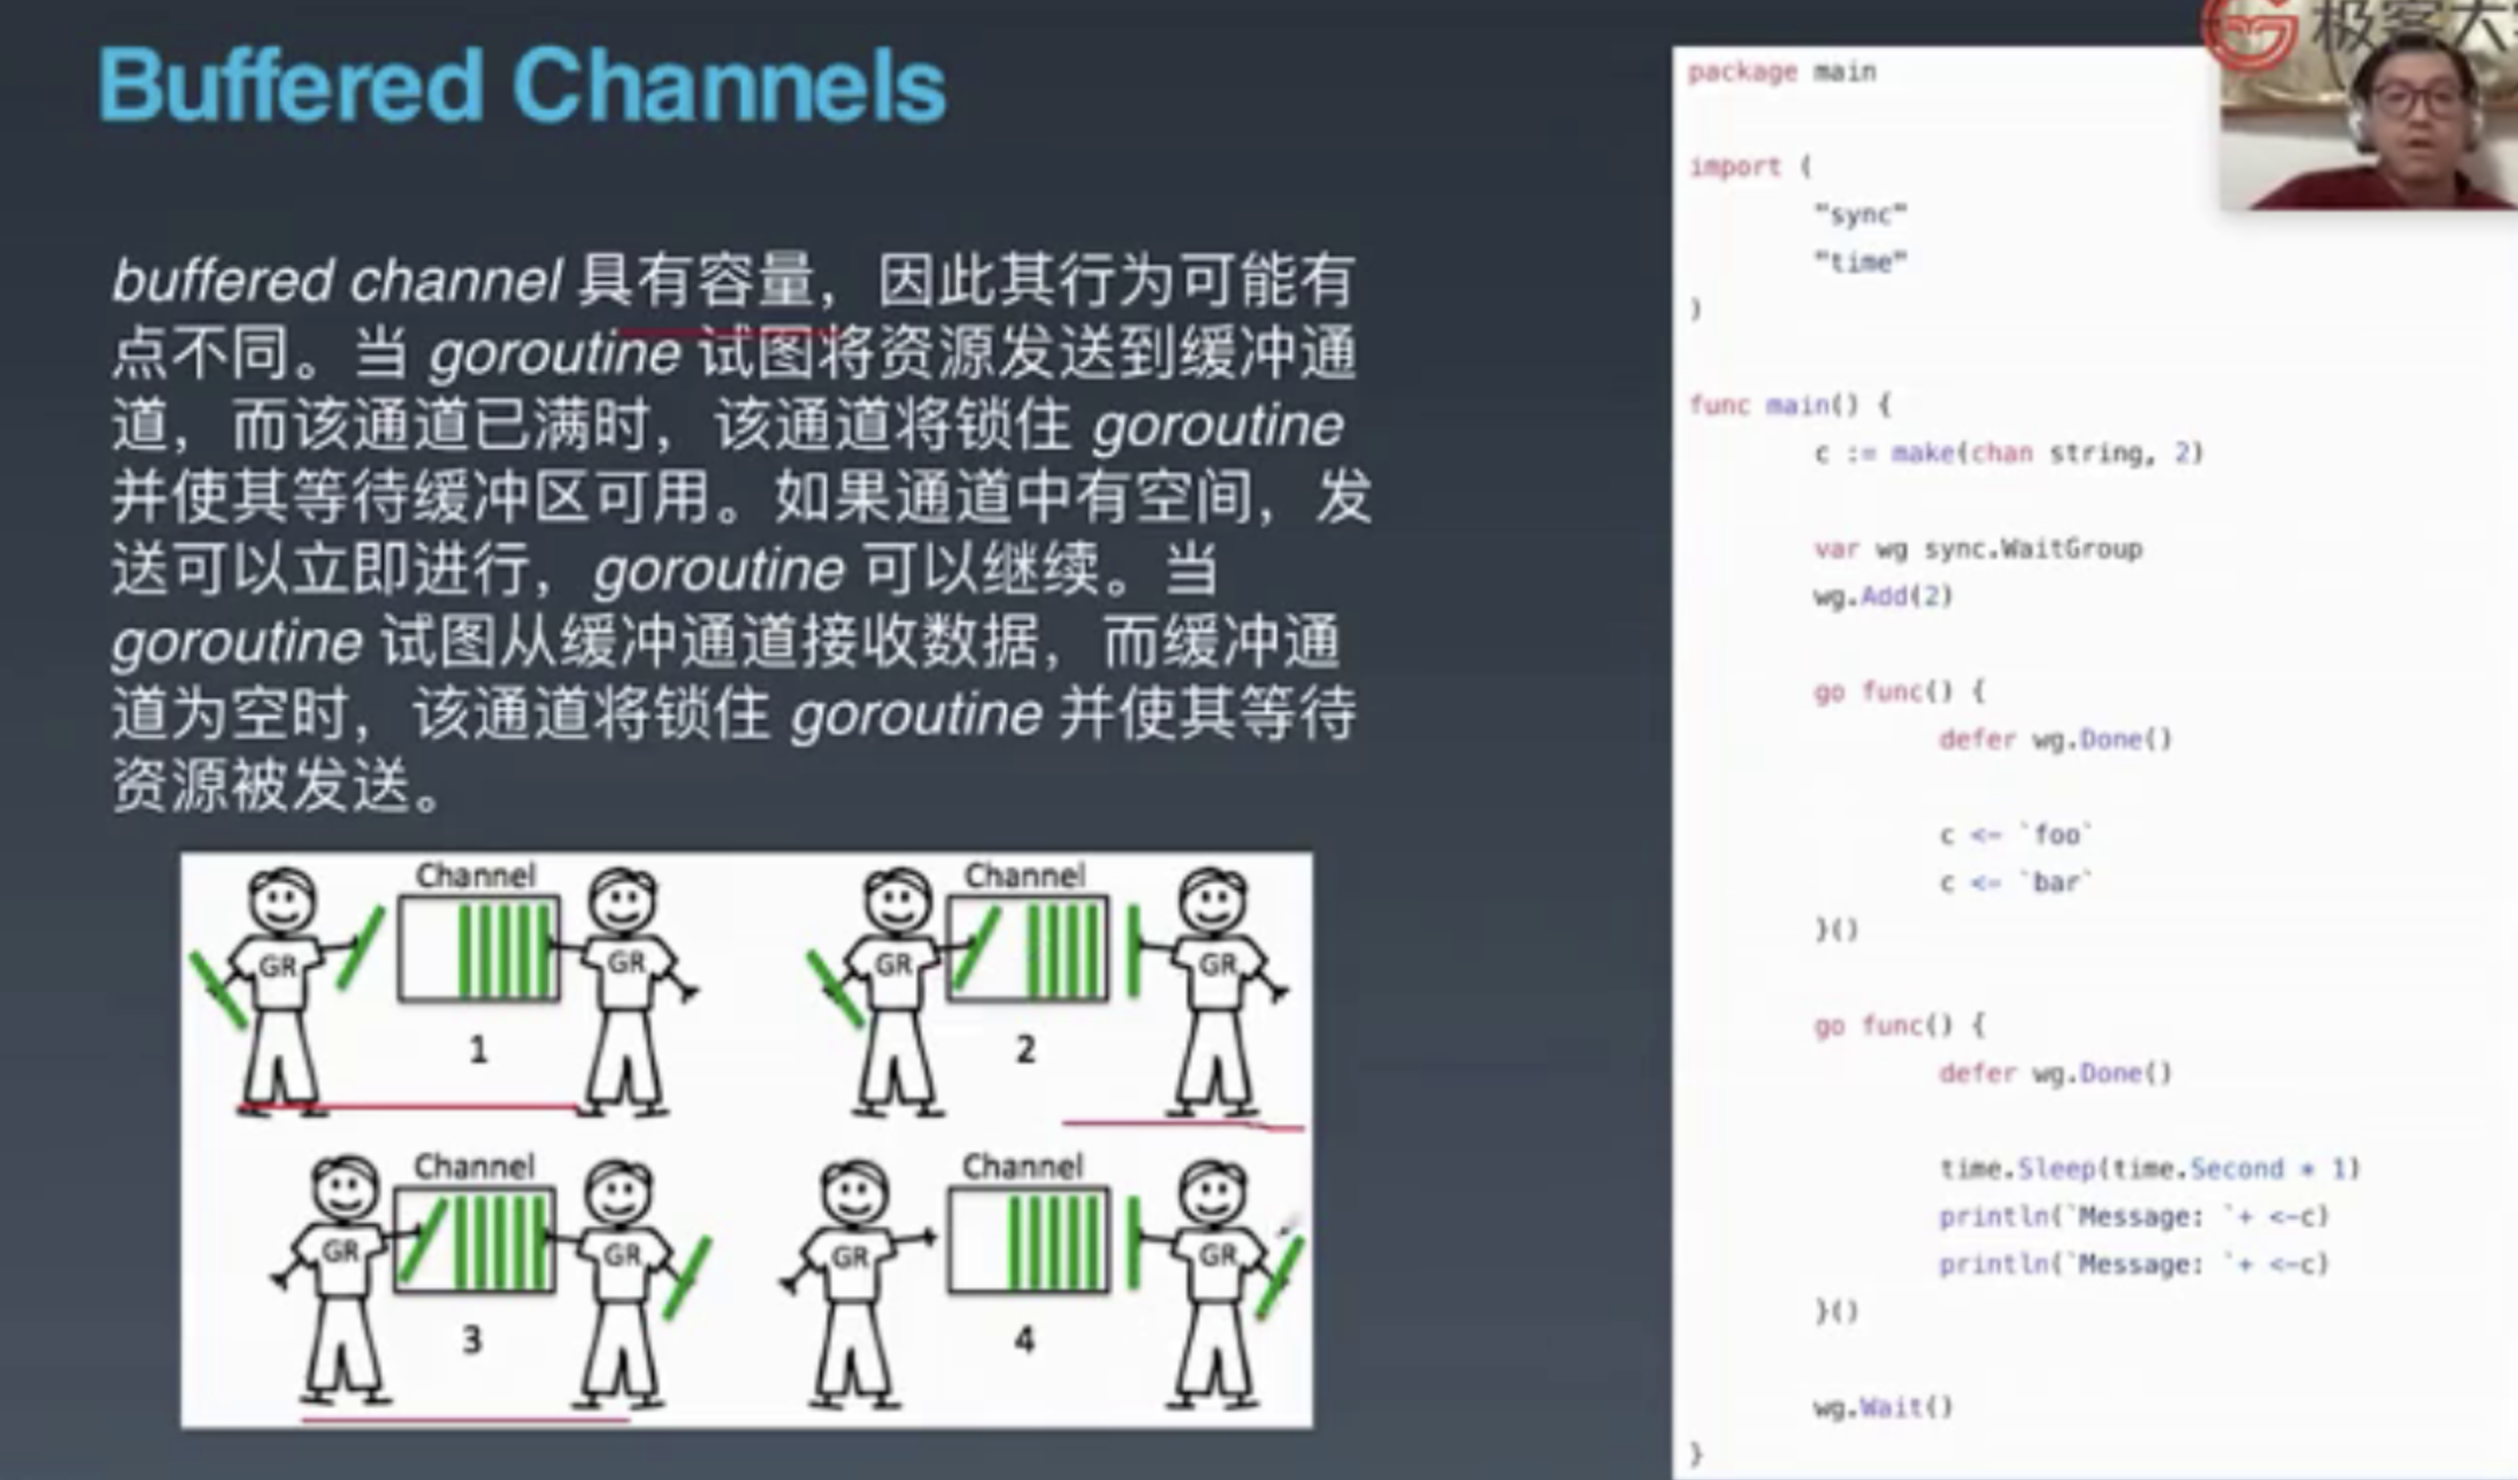 Buffered Channels
buffered channel 具有容量，因此其行为可能有
点不同。当 goroutine 试图将资源发送到缓冲通
道，而该通道已满时，该通道将锁住 goroutine
并使其等待缓冲区可用。如果通道中有空间，发
送可以立即进行，goroutine 可以继续。当
goroutine 试图从缓冲通道接收数据，而缓冲通
道为空时，该通道将锁住 goroutine 并使其等待
资源被发送。
Channel
GR
GR
1
Channel
GR
GR
2
Channel
GR
GR
3
Channel
GR
GR
4
极客大
package main
import (
"sync"
"time"
)
func main() {
c := make(chan string, 2)
var wg sync.WaitGroup
wg.Add(2)
go func() {
defer wg.Done()
c <- `foo`
c <- `bar`
}()
go func() {
defer wg.Done()
time.Sleep(time.Second * 1)
println(`Message: `+ <-c)
println(`Message: `+ <-c)
}()
wg.Wait()
}